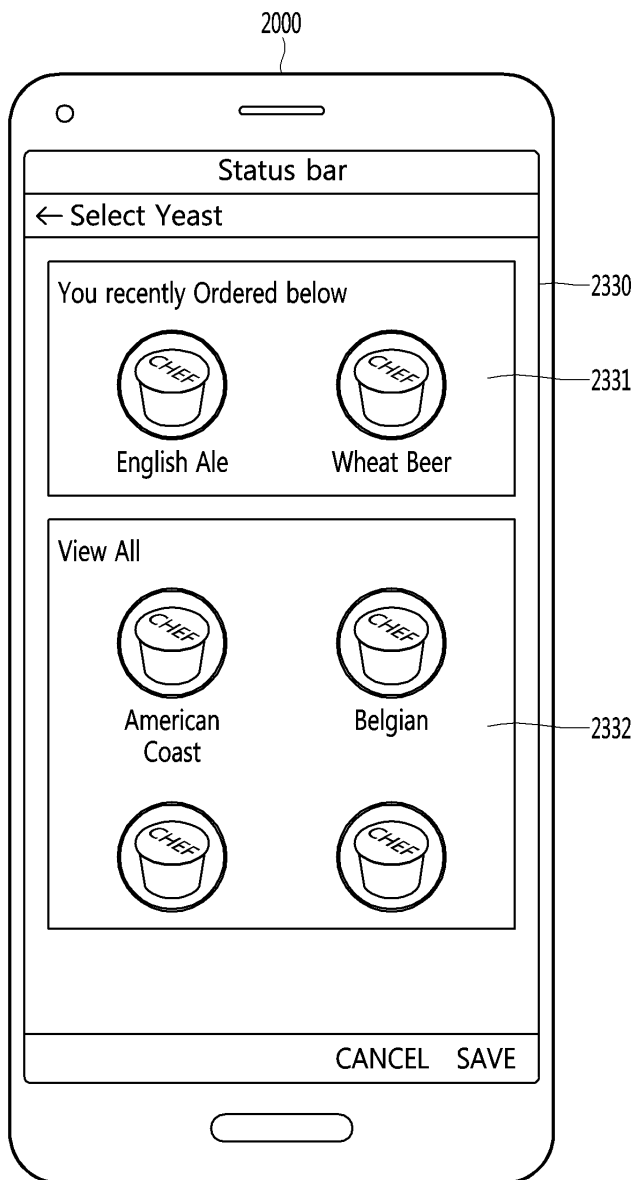 2000
Status bar
← Select Yeast
2330
You recently Ordered below
CHEF CHEF
2331
English Ale Wheat Beer
View All
CHEF CHEF
American Coast
Belgian
2332
CHEF CHEF
CANCEL SAVE